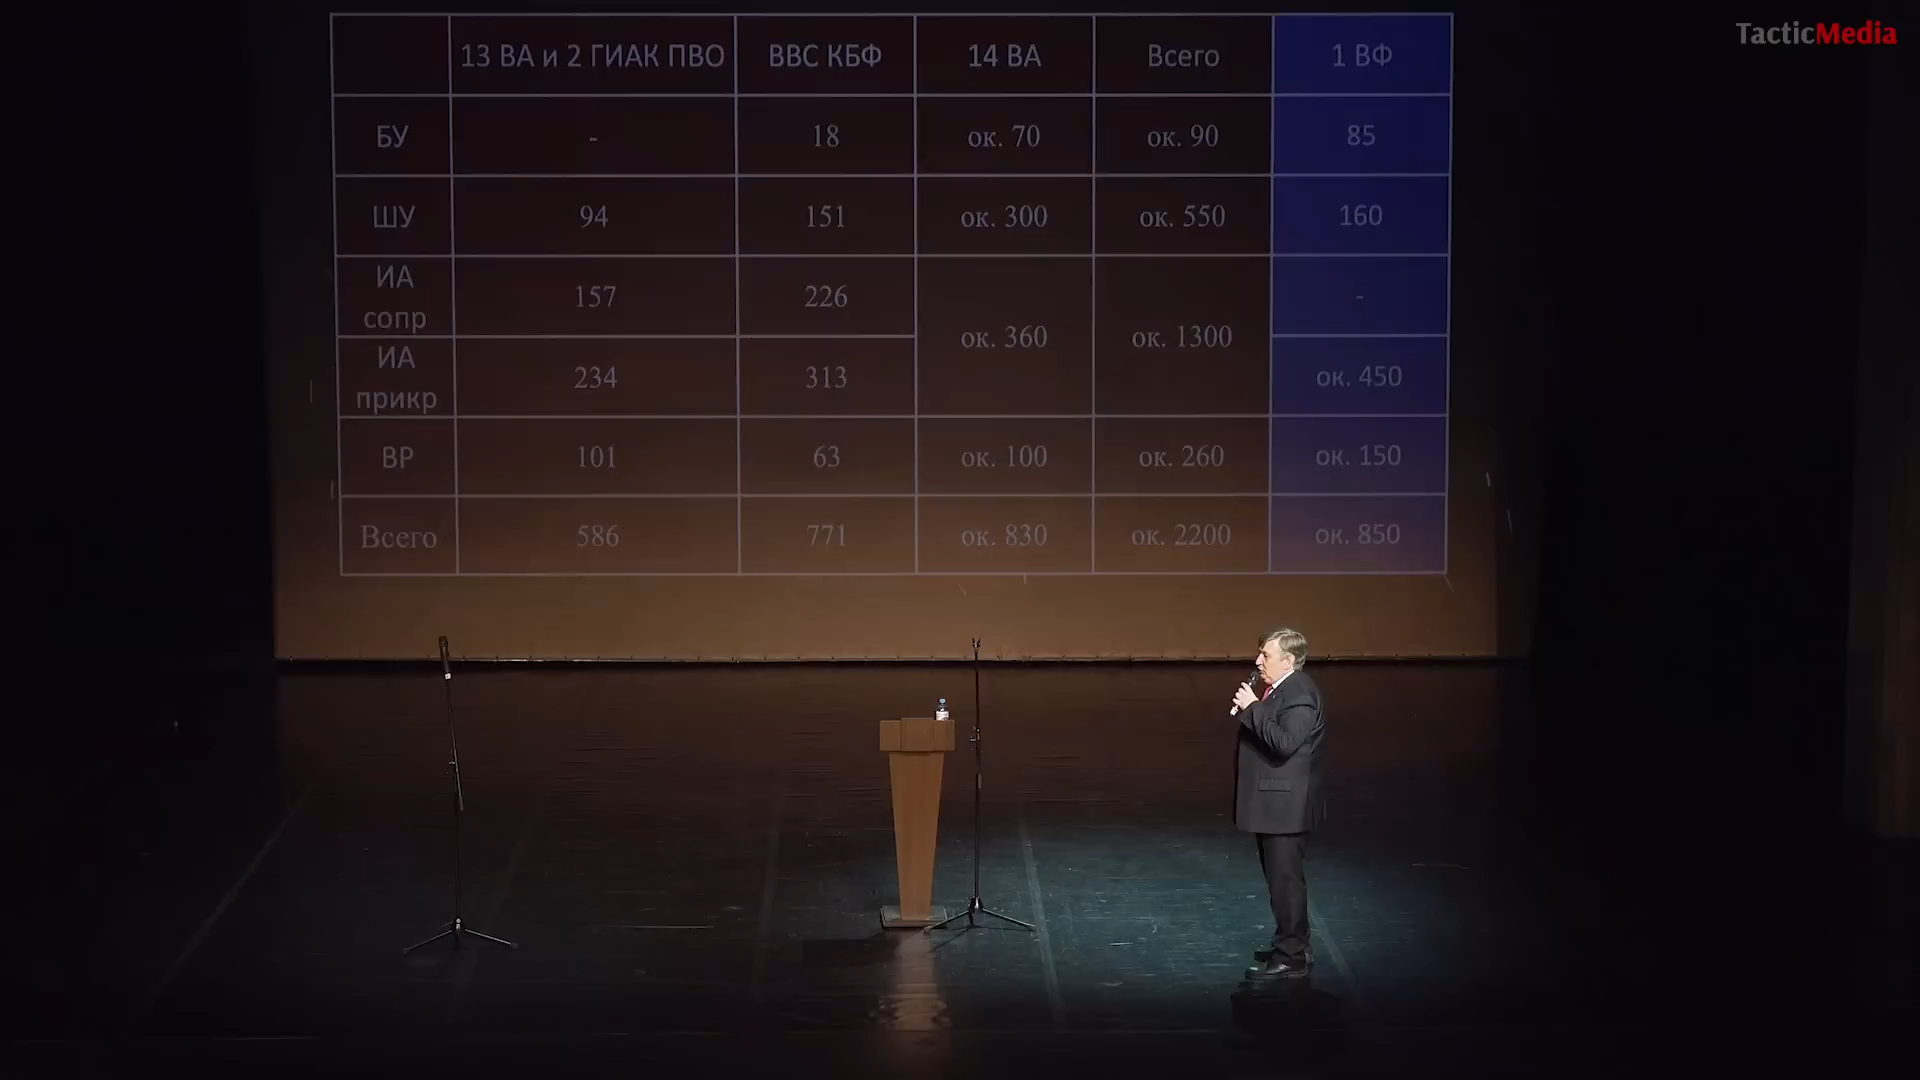 TacticMedia
13 ВА и 2 ГИАК ПВО ВВС КБФ 14 ВА Всего 1 ВФ
БУ - 18 ок. 70 ок. 90 85
ШУ 94 151 ок. 300 ок. 550 160
ИА
сопр 157 226 -
ок. 360 ок. 1300
ИА
прикр 234 313 ок. 450
ВР 101 63 ок. 100 ок. 260 ок. 150
Всего 586 771 ок. 830 ок. 2200 ок. 850